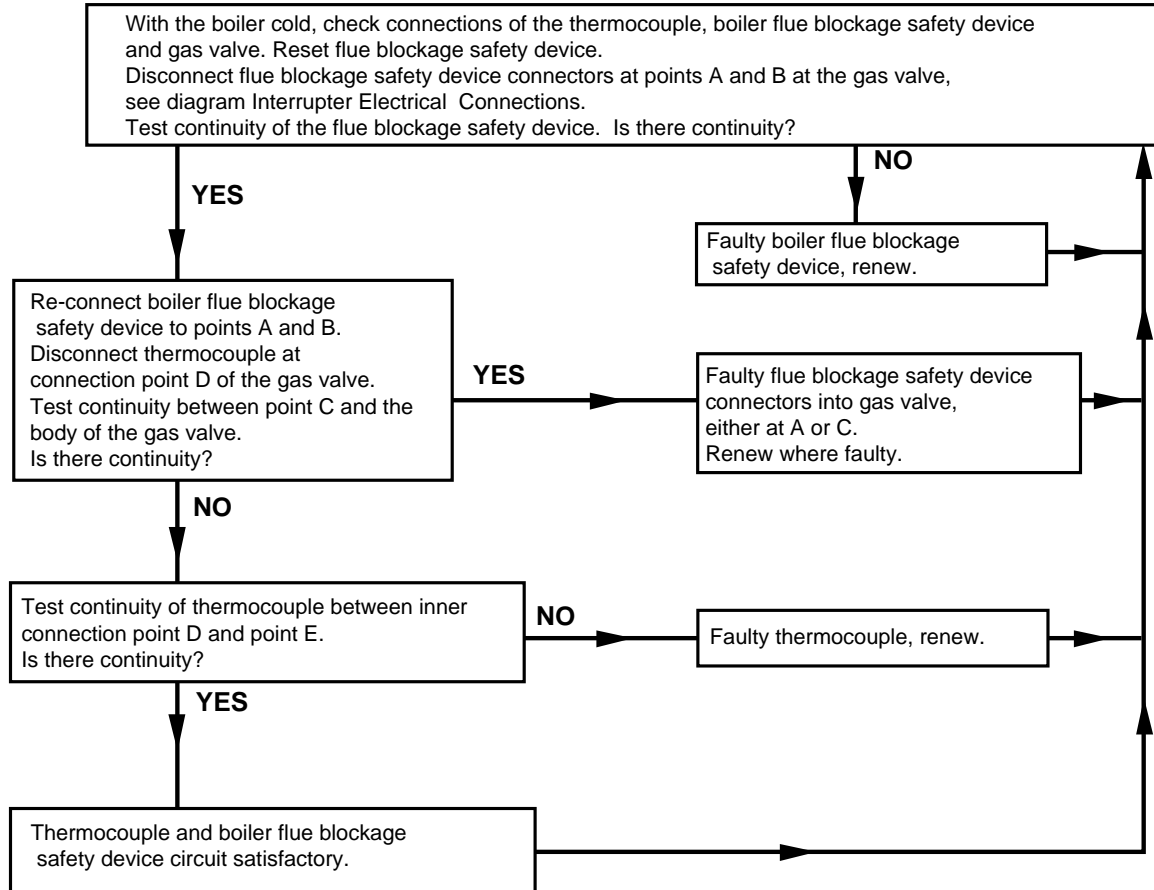 With the boiler cold, check connections of the thermocouple, boiler flue blockage safety device
and gas valve. Reset flue blockage safety device.
Disconnect flue blockage safety device connectors at points A and B at the gas valve,
see diagram Interrupter Electrical Connections.
Test continuity of the flue blockage safety device. Is there continuity?
NO
YES
Faulty boiler flue blockage
safety device, renew.
Re-connect boiler flue blockage
safety device to points A and B.
Disconnect thermocouple at
connection point D of the gas valve.
Test continuity between point C and the
body of the gas valve.
Is there continuity?
YES
Faulty flue blockage safety device
connectors into gas valve,
either at A or C.
Renew where faulty.
NO
Test continuity of thermocouple between inner
connection point D and point E.
Is there continuity?
NO
Faulty thermocouple, renew.
YES
Thermocouple and boiler flue blockage
safety device circuit satisfactory.